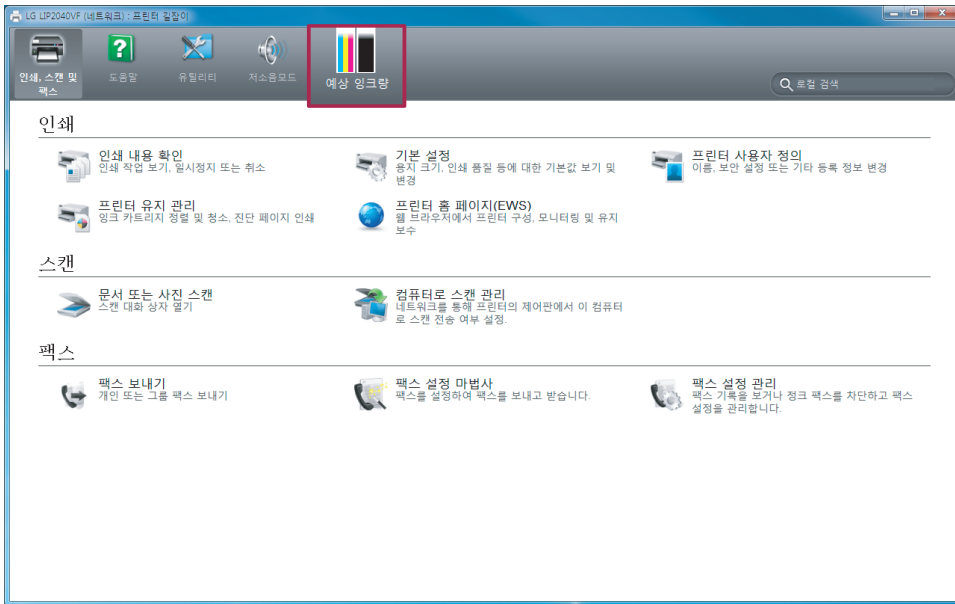 LG LIP2040VF (네트워크) : 프린터 길잡이
인쇄, 스캔 및
팩스
도움말
유틸리티
저소음모드
예상 잉크량
로컬 검색
인쇄
인쇄 내용 확인
인쇄 작업 보기, 일시정지 또는 취소
기본 설정
용지 크기, 인쇄 품질 등에 대한 기본값 보기 및
변경
프린터 사용자 정의
이름, 보안 설정 또는 기타 등록 정보 변경
프린터 유지 관리
잉크 카트리지 정렬 및 청소, 진단 페이지 인쇄
프린터 홈 페이지(EWS)
웹 브라우저에서 프린터 구성, 모니터링 및 유지
보수
스캔
문서 또는 사진 스캔
스캔 대화 상자 열기
컴퓨터로 스캔 관리
네트워크를 통해 프린터의 제어판에서 이 컴퓨터
로 스캔 전송 여부 설정.
팩스
팩스 보내기
개인 또는 그룹 팩스 보내기
팩스 설정 마법사
팩스를 설정하여 팩스를 보내고 받습니다.
팩스 설정 관리
팩스 기록을 보거나 정크 팩스를 차단하고 팩스
설정을 관리합니다.